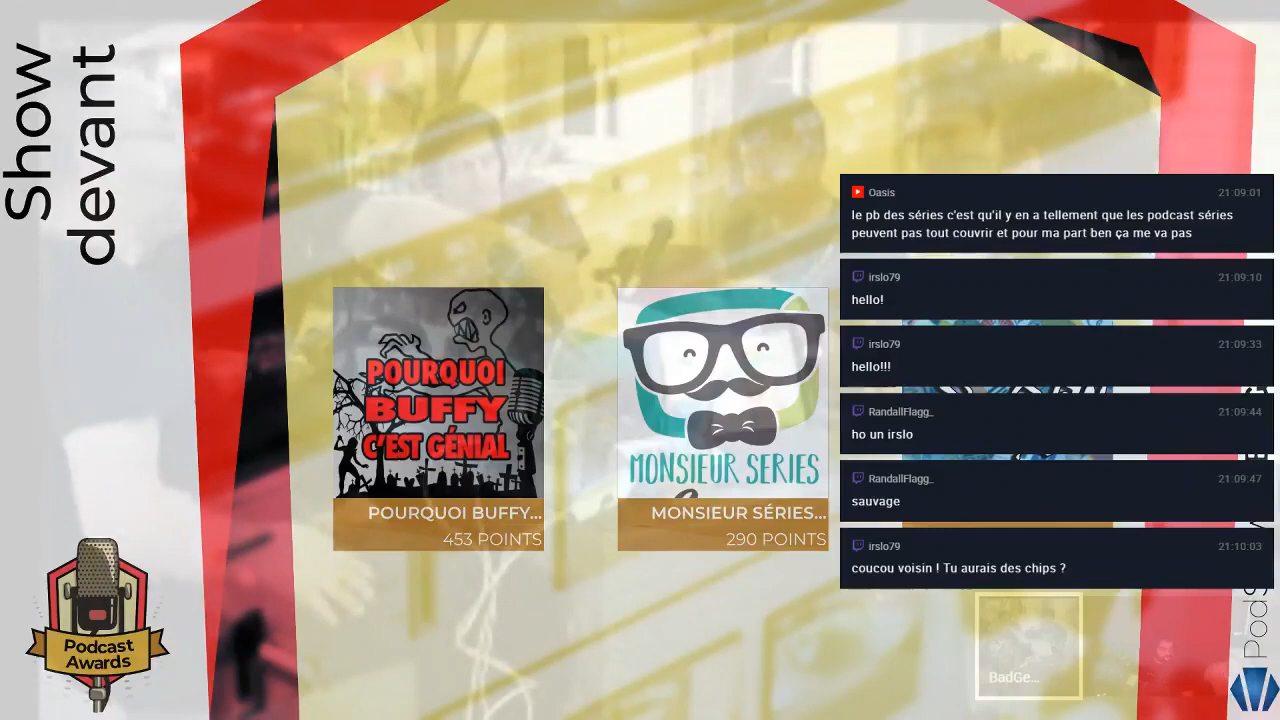 Show
devant
POURQUOI
BUFFY
C'EST GÉNIAL
POURQUOI BUFFY...
453 POINTS
MONSIEUR SERIES
MONSIEUR SÉRIES...
290 POINTS
Oasis 21:09:01
le pb des séries c'est qu'il y en a tellement que les podcast séries
peuvent pas tout couvrir et pour ma part ben ça me va pas
irslo79 21:09:10
hello!
irslo79 21:09:33
hello!!!
RandallFlagg_ 21:09:44
ho un irslo
RandallFlagg_ 21:09:47
sauvage
irslo79 21:10:03
coucou voisin ! Tu aurais des chips ?
Podcast
Awards
BadGe...